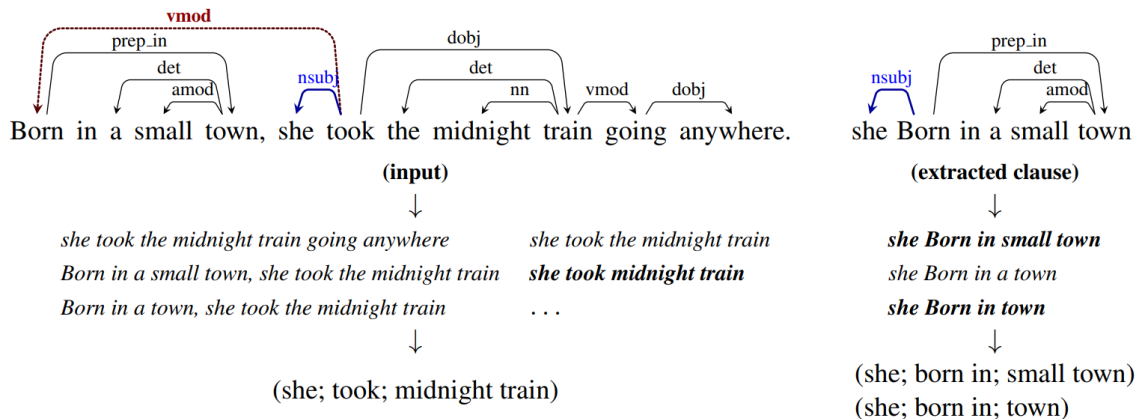 vmod
prep_in dobj prep_in
det nsubj det nsubj det
amod nn vmod dobj amod
Born in a small town, she took the midnight train going anywhere. she Born in a small town
(input) (extracted clause)
she took the midnight train going anywhere she took the midnight train she Born in small town
Born in a small town, she took the midnight train she took midnight train she Born in a town
Born in a town, she took the midnight train . . . she Born in town
(she; took; midnight train) (she; born in; small town)
(she; born in; town)